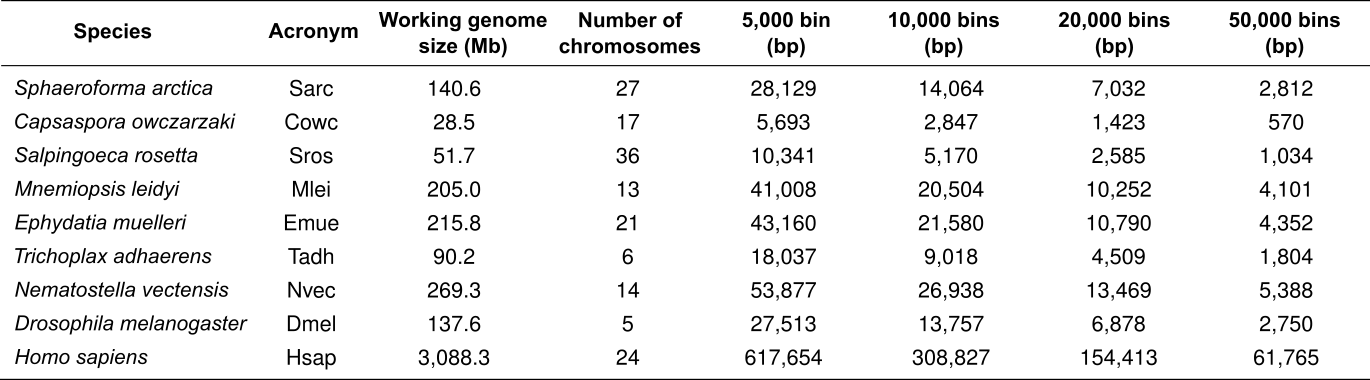 Species Acronym Working genome size (Mb) Number of chromosomes 5,000 bin (bp) 10,000 bins (bp) 20,000 bins (bp) 50,000 bins (bp)
Sphaeroforma arctica Sarc 140.6 27 28,129 14,064 7,032 2,812
Capsaspora owczarzaki Cowc 28.5 17 5,693 2,847 1,423 570
Salpingoeca rosetta Sros 51.7 36 10,341 5,170 2,585 1,034
Mnemiopsis leidyi Mlei 205.0 13 41,008 20,504 10,252 4,101
Ephydatia muelleri Emue 215.8 21 43,160 21,580 10,790 4,352
Trichoplax adhaerens Tadh 90.2 6 18,037 9,018 4,509 1,804
Nematostella vectensis Nvec 269.3 14 53,877 26,938 13,469 5,388
Drosophila melanogaster Dmel 137.6 5 27,513 13,757 6,878 2,750
Homo sapiens Hsap 3,088.3 24 617,654 308,827 154,413 61,765